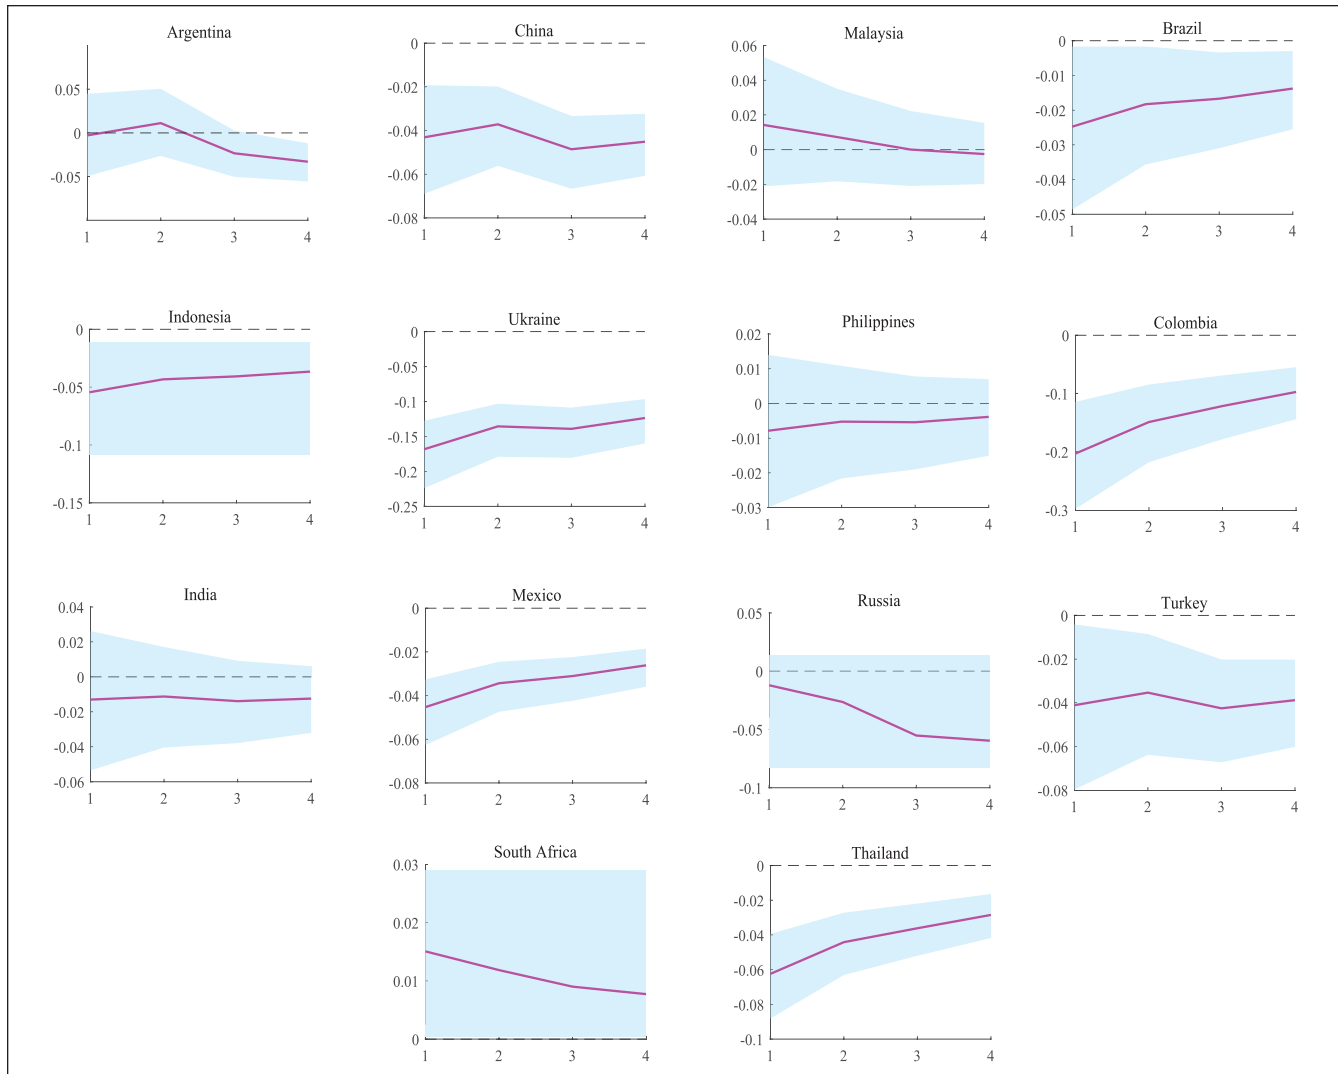 Argentina
0.05
0
-0.05
1 2 3 4
China
0
-0.02
-0.04
-0.06
-0.08
1 2 3 4
Malaysia
0.06
0.04
0.02
0
-0.02
-0.04
1 2 3 4
Brazil
0
-0.01
-0.02
-0.03
-0.04
-0.05
1 2 3 4
Indonesia
0
-0.05
-0.1
-0.15
1 2 3 4
Ukraine
0
-0.05
-0.1
-0.15
-0.2
-0.25
1 2 3 4
Philippines
0.02
0.01
0
-0.01
-0.02
-0.03
1 2 3 4
Colombia
0
-0.1
-0.2
-0.3
1 2 3 4
India
0.04
0.02
0
-0.02
-0.04
-0.06
1 2 3 4
Mexico
0
-0.02
-0.04
-0.06
-0.08
1 2 3 4
Russia
0.05
0
-0.05
-0.1
1 2 3 4
Turkey
0
-0.02
-0.04
-0.06
-0.08
1 2 3 4
South Africa
0.03
0.02
0.01
0
1 2 3 4
Thailand
0
-0.02
-0.04
-0.06
-0.08
-0.1
1 2 3 4